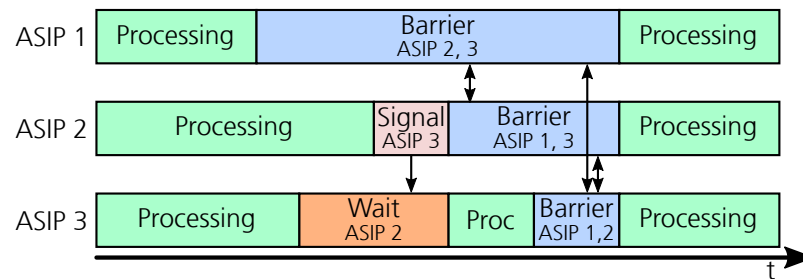 ASIP 1 Processing Barrier Processing
ASIP 2, 3
ASIP 2 Processing Signal Barrier Processing
ASIP 3 ASIP 1, 3
ASIP 3 Processing Wait Proc Barrier Processing
ASIP 2 ASIP 1,2
t